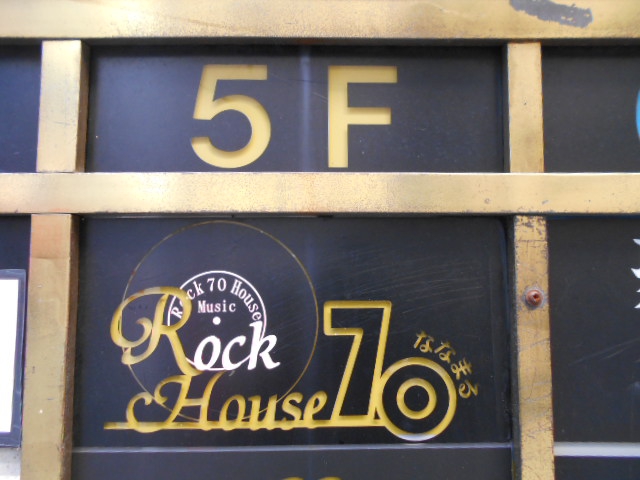 5F
Rock 70 House
Music
Rock
House 70
ななまる